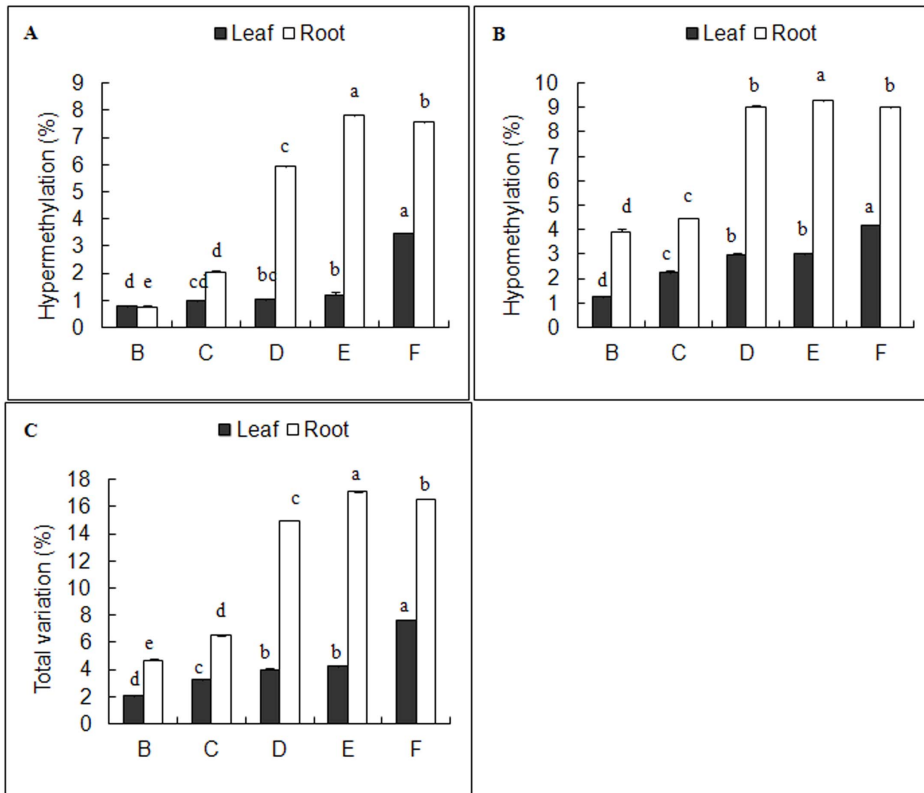 A
Leaf Root
Hypermethylation (%)
9
8
7
6
5
4
3
2
1
0
d e cd d bc c b a a b
B C D E F
B
Leaf Root
Hypomethylation (%)
10
9
8
7
6
5
4
3
2
1
0
d d c c b b b a a b
B C D E F
C
Leaf Root
Total variation (%)
18
16
14
12
10
8
6
4
2
0
d e c d b c b a a b
B C D E F